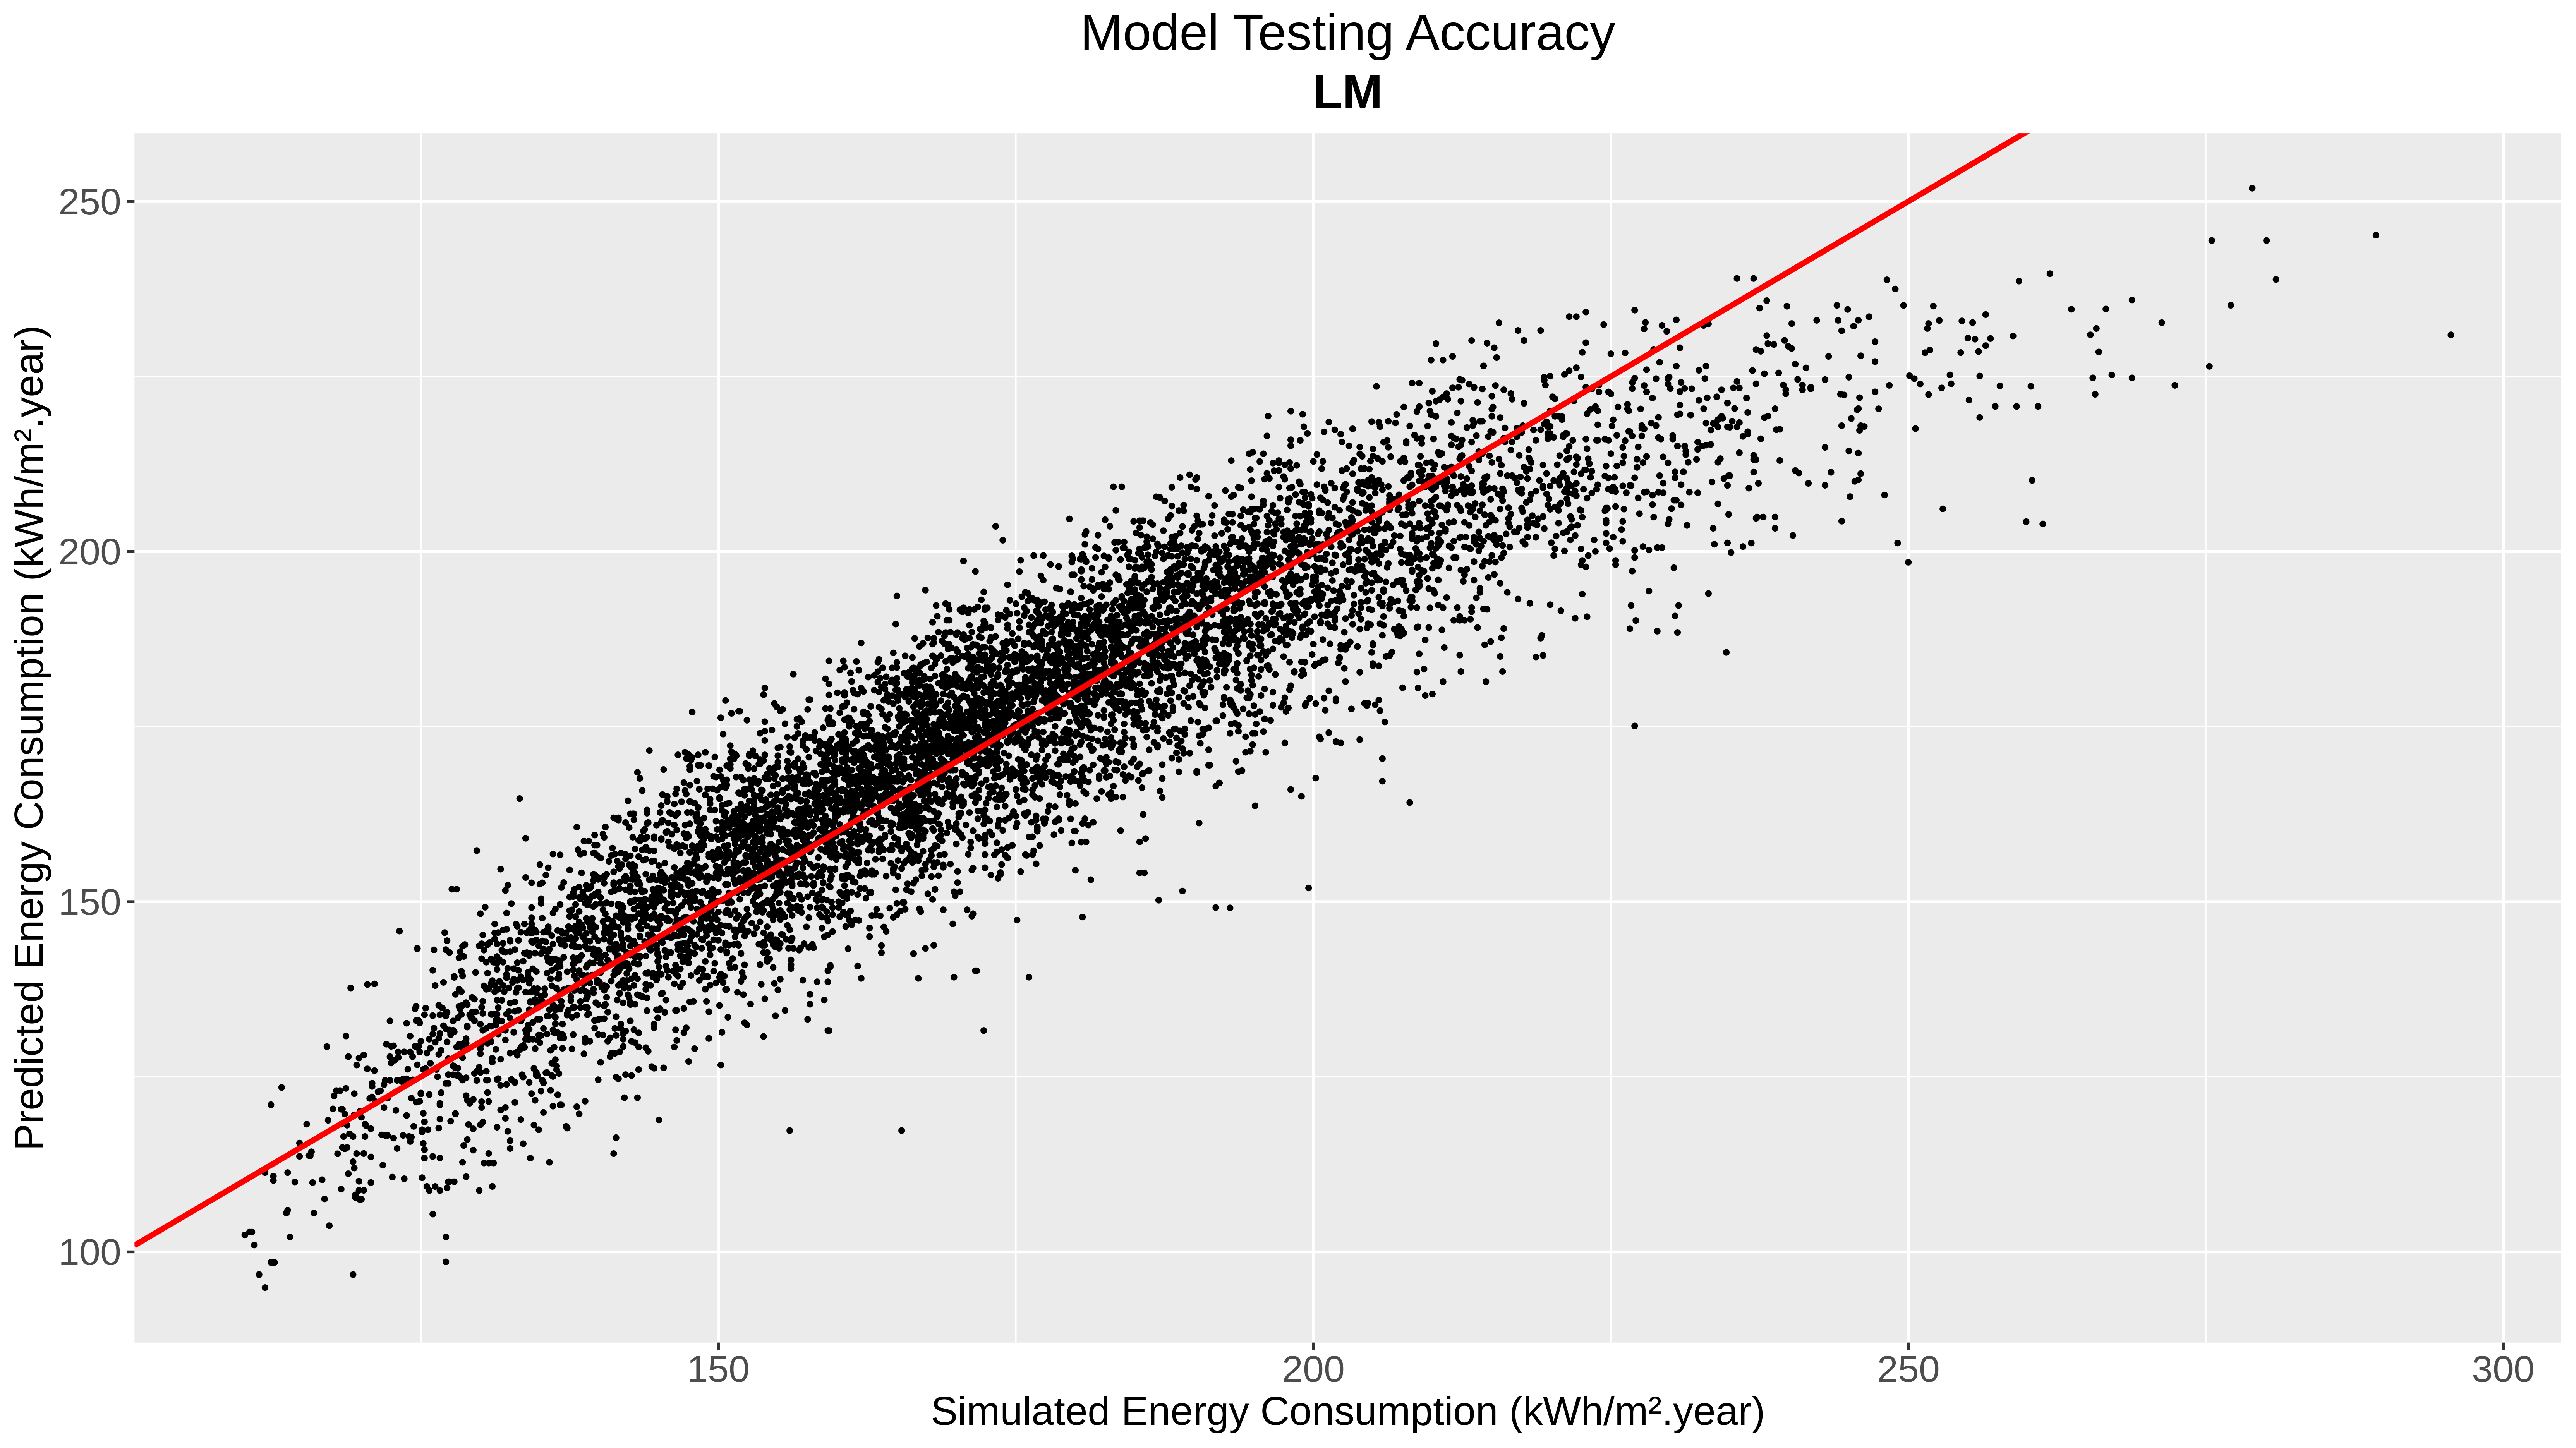 Model Testing Accuracy
LM
Predicted Energy Consumption (kWh/m².year)
250
200
150
100
150
200
250
300
Simulated Energy Consumption (kWh/m².year)